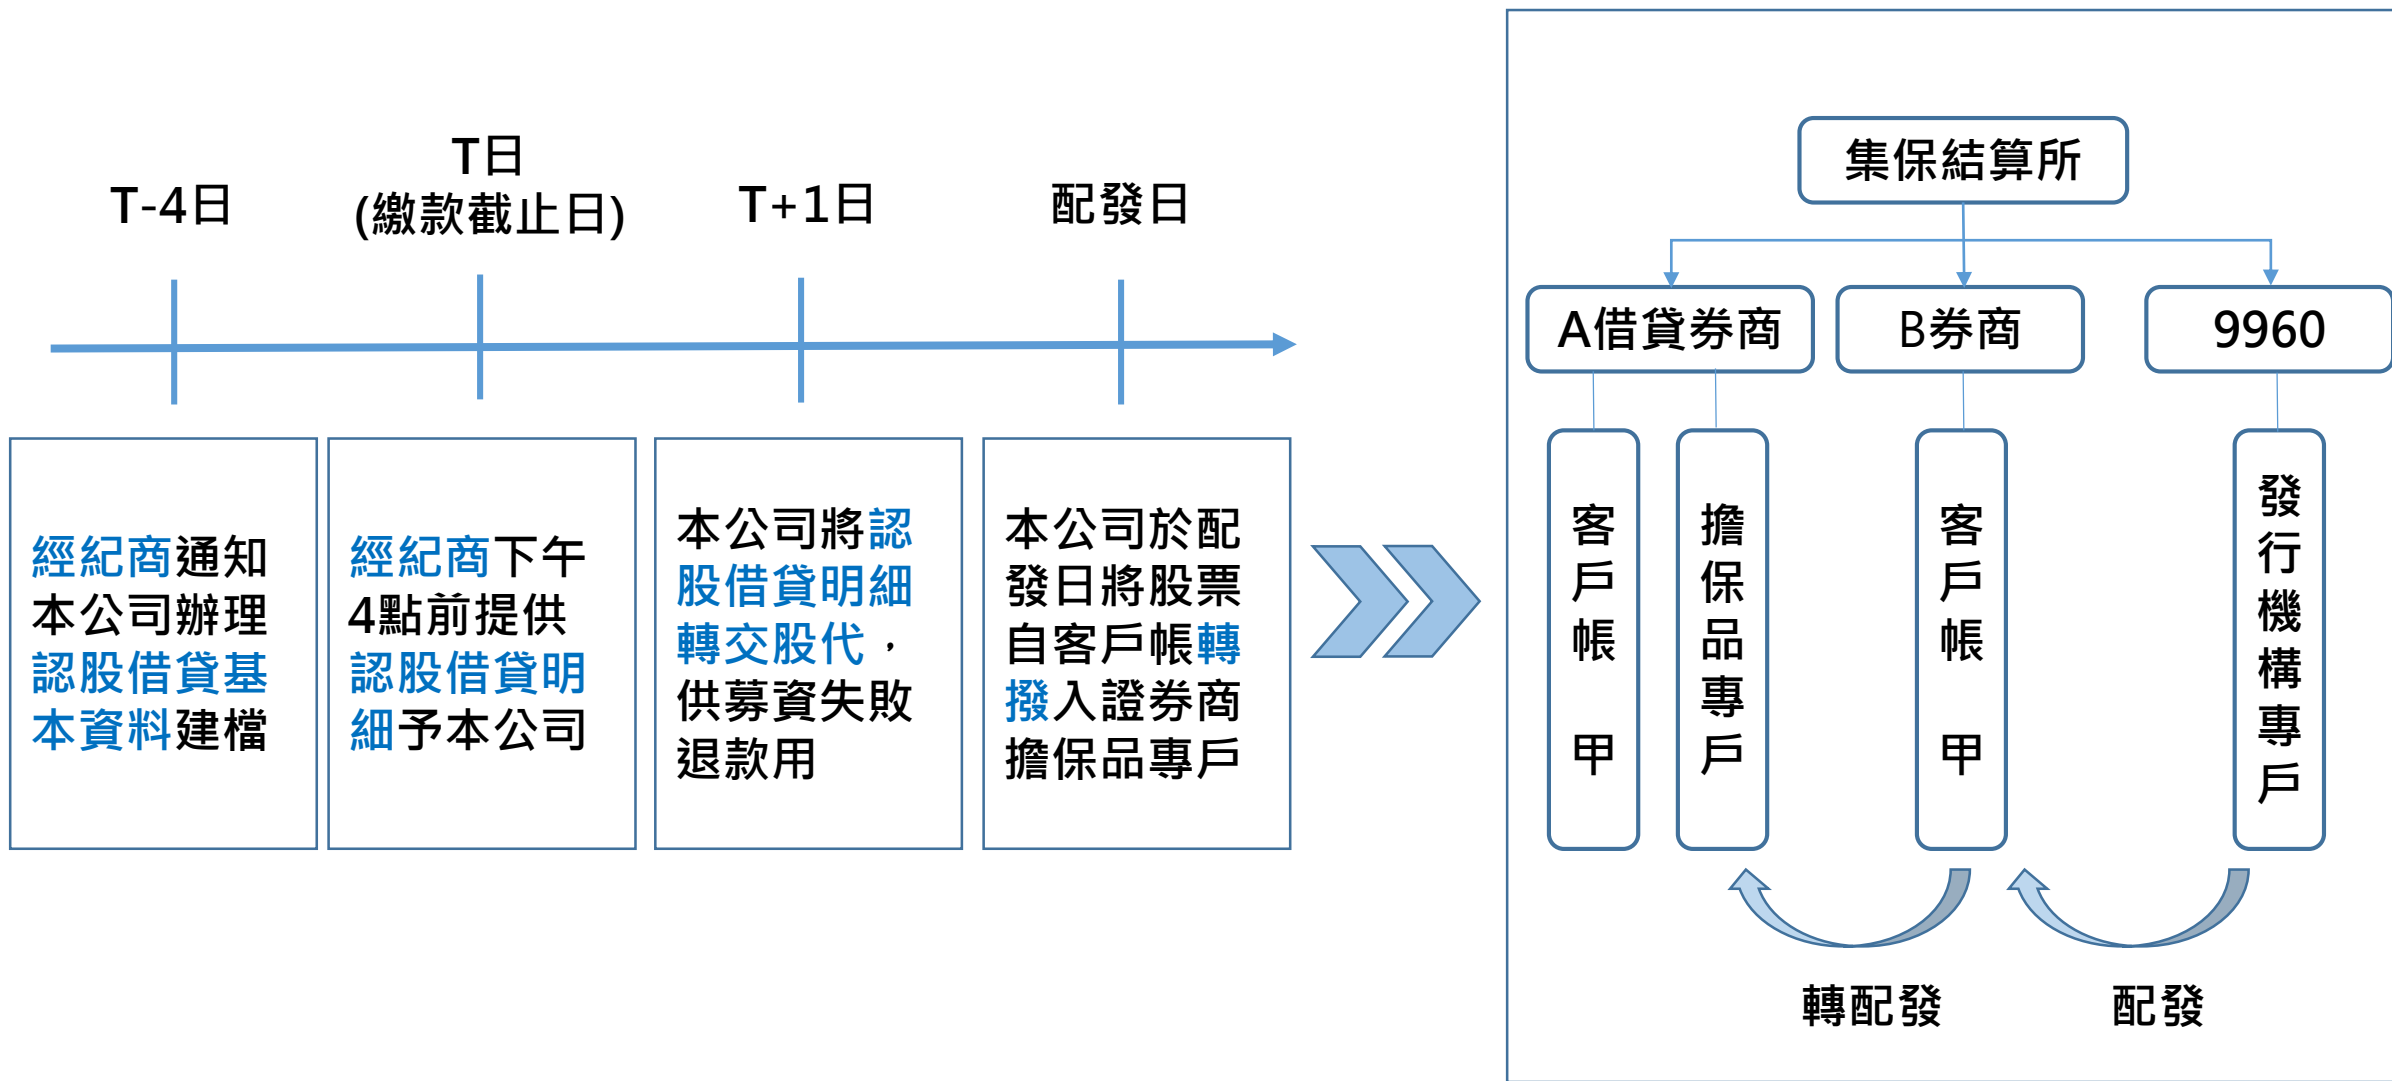 T-4日
T日
(繳款截止日)
T+1日
配發日
經紀商通知
本公司辦理
認股借貸基
本資料建檔
經紀商下午
4點前提供
認股借貸明
細予本公司
本公司將認
股借貸明細
轉交股代，
供募資失敗
退款用
本公司於配
發日將股票
自客戶帳轉
撥入證券商
擔保品專戶
集保結算所
A借貸券商
B券商
9960
客戶帳 甲
擔保品專戶
客戶帳 甲
發行機構專戶
轉配發
配發